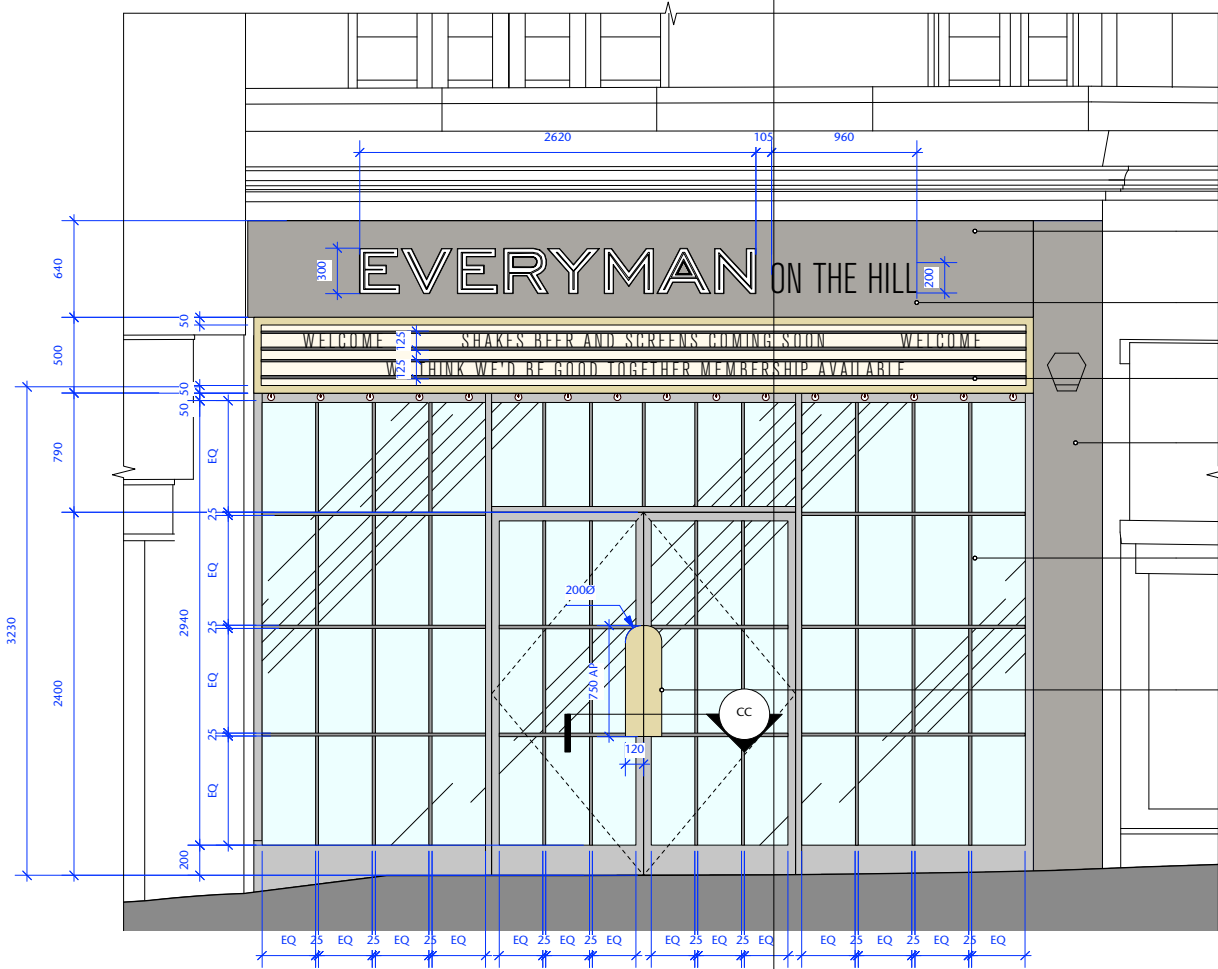 2620 105 960
640
300
EVERYMAN ON THE HILL
200
50
500
WELCOME SHAKES BEER AND SCREENS COMING SOON WELCOME
125
125
W THINK WE'D BE GOOD TOGETHER MEMBERSHIP AVAILABLE
50
50
790
EQ
25
EQ
200Ø
3230
2940
25
2400
EQ
750
CC
25
120
EQ
200
EQ 25 EQ 25 EQ 25 EQ EQ 25 EQ 25 EQ EQ 25 EQ 25 EQ EQ 25 EQ 25 EQ 25 EQ